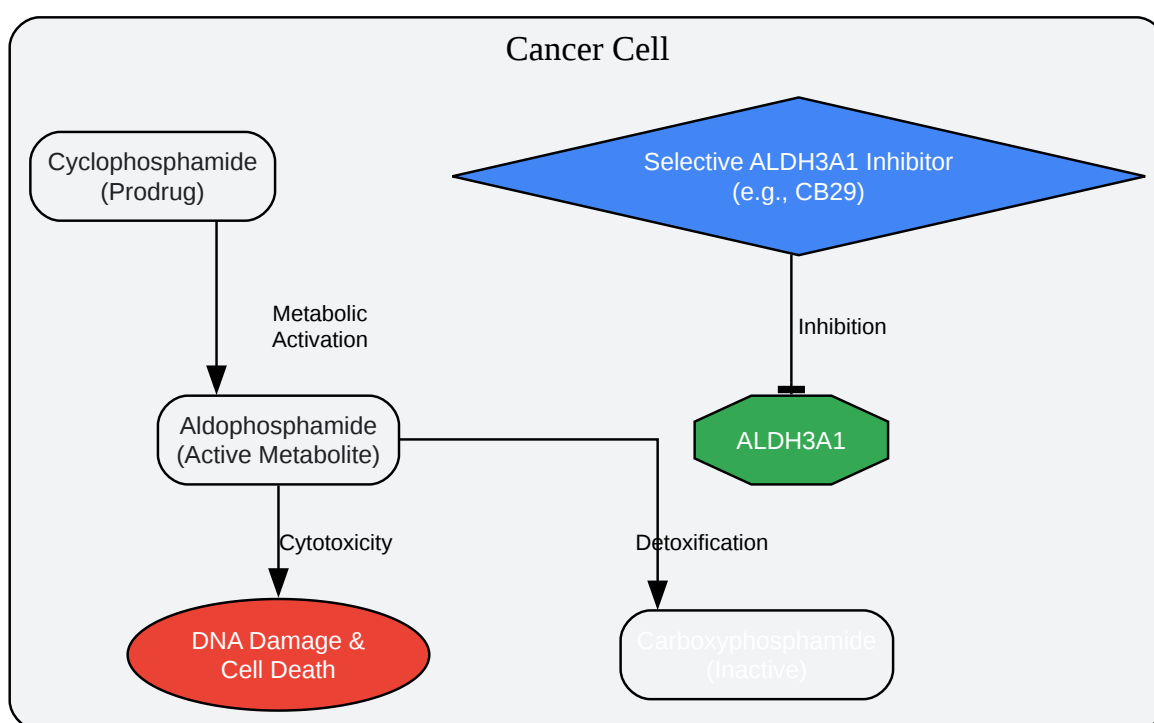 Cancer Cell
Cyclophosphamide
(Prodrug)
Selective ALDH3A1 Inhibitor
(e.g., CB29)
Metabolic
Activation
Inhibition
Aldophosphamide
(Active Metabolite)
ALDH3A1
Cytotoxicity
Detoxification
DNA Damage &
Cell Death
Carboxyphosphamide
(Inactive)